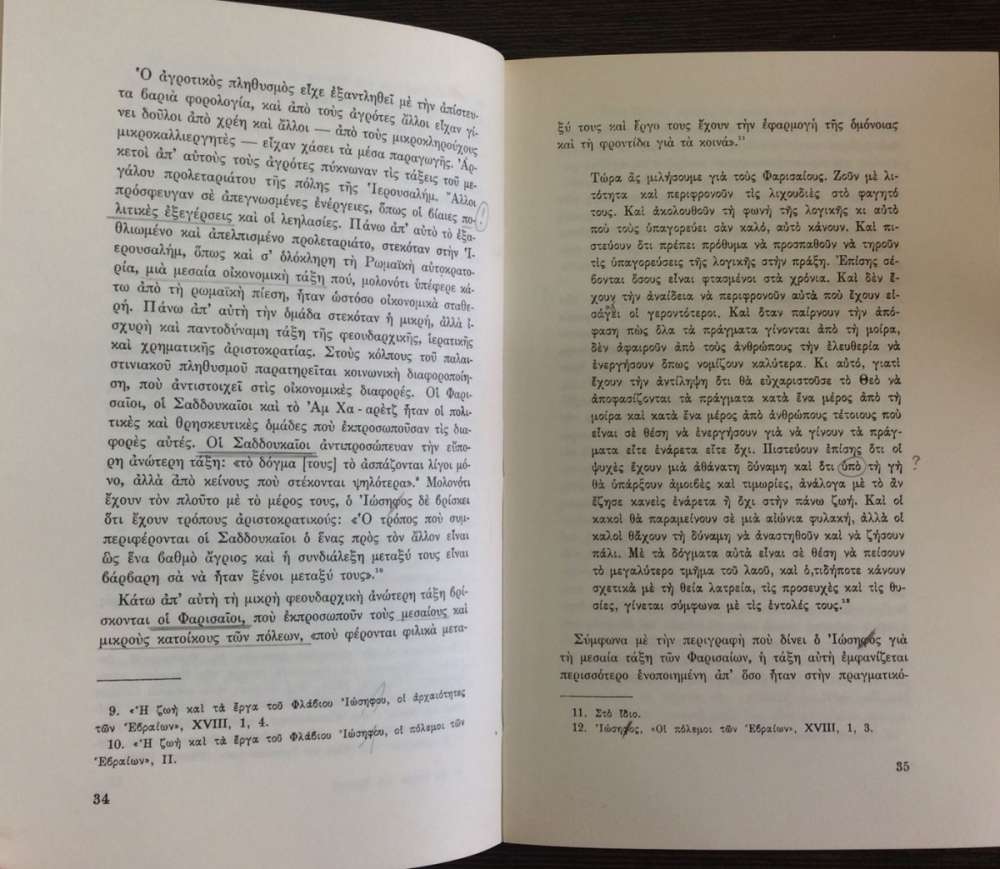 Ὁ ἀγροτικὸς πληθυσμὸς εἶχε ἐξαντληθεῖ μὲ τὴν ἀπίστευ-
τα βαριὰ φορολογία, καὶ ἀπὸ τοὺς ἀγρότες ἄλλοι εἶχαν γί-
νει δοῦλοι ἀπὸ χρέη καὶ ἄλλοι — ἀπὸ τοὺς μικροκληρούχους
μικροκαλλιεργητὲς — εἶχαν χάσει τὰ μέσα παραγωγῆς. Ἀρ-
κετοὶ ἀπ' αὐτοὺς τοὺς ἀγρότες πύκνωναν τὶς τάξεις τοῦ με-
γάλου προλεταριάτου τῆς πόλης τῆς Ἱερουσαλήμ. Ἄλλοι
πρόσφευγαν σὲ ἀπεγνωσμένες ἐνέργειες, ὅπως οἱ βίαιες πο-
!
λιτικὲς ἐξεγέρσεις καὶ οἱ λεηλασίες. Πάνω ἀπ' αὐτὸ τὸ ἐξα-
θλιωμένο καὶ ἀπελπισμένο προλεταριάτο, στεκόταν στὴν Ἱ-
ερουσαλήμ, ὅπως καὶ σ' ὁλόκληρη τὴ Ρωμαϊκὴ αὐτοκρατο-
ρία, μιὰ μεσαία οἰκονομικὴ τάξη πού, μολονότι ὑπέφερε κά-
τω ἀπὸ τὴ ρωμαϊκὴ πίεση, ἦταν ὡστόσο οἰκονομικὰ σταθε-
ρή. Πάνω ἀπ' αὐτὴ τὴν ὁμάδα στεκόταν ἡ μικρή, ἀλλὰ ἰ-
σχυρὴ καὶ παντοδύναμη τάξη τῆς φεουδαρχικῆς, ἱερατικῆς
καὶ χρηματικῆς ἀριστοκρατίας. Στοὺς κόλπους τοῦ παλαι-
στινιακοῦ πληθυσμοῦ παρατηρεῖται κοινωνικὴ διαφοροποίη-
ση, ποὺ ἀντιστοιχεῖ στὶς οἰκονομικὲς διαφορές. Οἱ Φαρι-
σαῖοι, οἱ Σαδδουκαῖοι καὶ τὸ Ἀμ Χα - αρὲτζ ἦταν οἱ πολι-
τικὲς καὶ θρησκευτικὲς ὁμάδες ποὺ ἐκπροσωποῦσαν τὶς δια-
φορὲς αὐτές. Οἱ Σαδδουκαῖοι ἀντιπροσώπευαν τὴν εὔπο-
ρη ἀνώτερη τάξη: «τὸ δόγμα [τους] τὸ ἀσπάζονται λίγοι μό-
νο, ἀλλὰ ἀπὸ κείνους ποὺ στέκονται ψηλότερα».⁹ Μολονότι
ἔχουν τὸν πλοῦτο μὲ τὸ μέρος τους, ὁ Ἰώσηφος δὲ βρίσκει
ὅτι ἔχουν τρόπους ἀριστοκρατικούς: «Ὁ τρόπος ποὺ συμ-
περιφέρονται οἱ Σαδδουκαῖοι ὁ ἕνας πρὸς τὸν ἄλλον εἶναι
ὣς ἕνα βαθμὸ ἄγριος καὶ ἡ συνδιάλεξη μεταξύ τους εἶναι
βάρβαρη σὰ νὰ ἦταν ξένοι μεταξύ τους».¹⁰
Κάτω ἀπ' αὐτὴ τὴ μικρὴ φεουδαρχικὴ ἀνώτερη τάξη βρί-
σκονται οἱ Φαρισαῖοι, ποὺ ἐκπροσωποῦν τοὺς μεσαίους καὶ
μικροὺς κατοίκους τῶν πόλεων, «ποὺ φέρονται φιλικὰ μετα-
9. «Ἡ ζωὴ καὶ τὰ ἔργα τοῦ Φλάβιου Ἰώσηφου, οἱ ἀρχαιότητες
τῶν Ἑβραίων», XVIII, 1, 4.
10. «Ἡ ζωὴ καὶ τὰ ἔργα τοῦ Φλάβιου Ἰώσηφου, οἱ πόλεμοι τῶν
Ἑβραίων», II.
34
ξύ τους καὶ ἔργο τους ἔχουν τὴν ἐφαρμογὴ τῆς ὁμόνοιας
καὶ τὴ φροντίδα γιὰ τὰ κοινά».¹¹
Τώρα ἂς μιλήσουμε γιὰ τοὺς Φαρισαίους. Ζοῦν μὲ λι-
τότητα καὶ περιφρονοῦν τὶς λιχουδιὲς στὸ φαγητό
τους. Καὶ ἀκολουθοῦν τὴ φωνὴ τῆς λογικῆς κι αὐτὸ
ποὺ τοὺς ὑπαγορεύει σὰν καλό, αὐτὸ κάνουν. Καὶ πι-
στεύουν ὅτι πρέπει πρόθυμα νὰ προσπαθοῦν νὰ τηροῦν
τὶς ὑπαγορεύσεις τῆς λογικῆς στὴν πράξη. Ἐπίσης σέ-
βονται ὅσους εἶναι φτασμένοι στὰ χρόνια. Καὶ δὲν ἔ-
χουν τὴν ἀναίδεια νὰ περιφρονοῦν αὐτὰ ποὺ ἔχουν εἰ-
σάγει οἱ γεροντότεροι. Καὶ ὅταν παίρνουν τὴν ἀπό-
φαση πὼς ὅλα τὰ πράγματα γίνονται ἀπὸ τὴ μοίρα,
δὲν ἀφαιροῦν ἀπὸ τοὺς ἀνθρώπους τὴν ἐλευθερία νὰ
ἐνεργήσουν ὅπως νομίζουν καλύτερα. Κι αὐτό, γιατὶ
ἔχουν τὴν ἀντίληψη ὅτι θὰ εὐχαριστοῦσε τὸ Θεὸ νὰ
ἀποφασίζονται τὰ πράγματα κατὰ ἕνα μέρος ἀπὸ τὴ
μοίρα καὶ κατὰ ἕνα μέρος ἀπὸ ἀνθρώπους τέτοιους ποὺ
εἶναι σὲ θέση νὰ ἐνεργήσουν γιὰ νὰ γίνουν τὰ πράγ-
ματα εἴτε ἐνάρετα εἴτε ὄχι. Πιστεύουν ἐπίσης ὅτι οἱ
ψυχὲς ἔχουν μιὰ ἀθάνατη δύναμη καὶ ὅτι ὑπὸ τὴ γῆ ?
θὰ ὑπάρξουν ἀμοιβὲς καὶ τιμωρίες, ἀνάλογα μὲ τὸ ἂν
ἔζησε κανεὶς ἐνάρετα ἢ ὄχι στὴν πάνω ζωή. Καὶ οἱ
κακοὶ θὰ παραμείνουν σὲ μιὰ αἰώνια φυλακή, ἀλλὰ οἱ
καλοὶ θἄχουν τὴ δύναμη νὰ ἀναστηθοῦν καὶ νὰ ζήσουν
πάλι. Μὲ τὰ δόγματα αὐτὰ εἶναι σὲ θέση νὰ πείσουν
τὸ μεγαλύτερο τμῆμα τοῦ λαοῦ, καὶ ὅ,τιδήποτε κάνουν
σχετικὰ μὲ τὴ θεία λατρεία, τὶς προσευχὲς καὶ τὶς θυ-
σίες, γίνεται σύμφωνα μὲ τὶς ἐντολές τους.¹²
Σύμφωνα μὲ τὴν περιγραφὴ ποὺ δίνει ὁ Ἰώσηφος γιὰ
τὴ μεσαία τάξη τῶν Φαρισαίων, ἡ τάξη αὐτὴ ἐμφανίζεται
περισσότερο ἑνοποιημένη ἀπ' ὅσο ἦταν στὴν πραγματικό-
11. Στὸ ἴδιο.
12. Ἰώσηφος, «Οἱ πόλεμοι τῶν Ἑβραίων», XVIII, 1, 3.
35